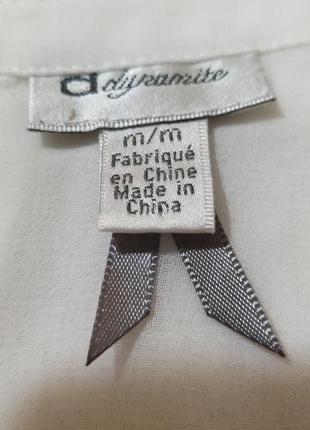 d dynamite
m/m
Fabriqué
en Chine
Made in
China